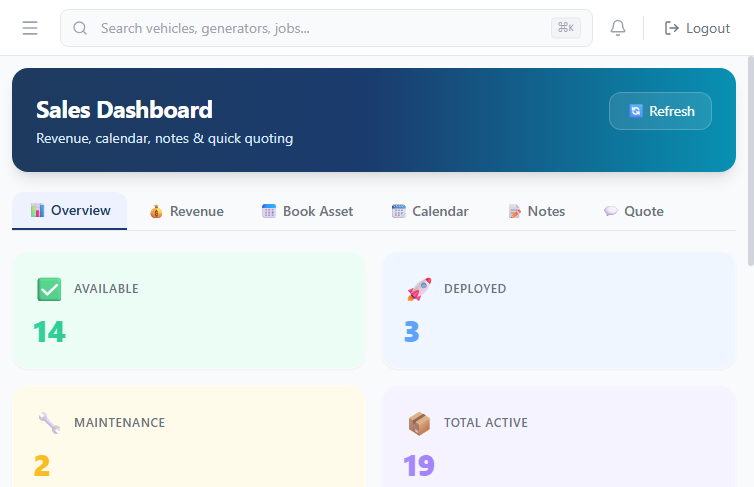 Search vehicles, generators, jobs...
⌘K
Logout
Sales Dashboard
Revenue, calendar, notes & quick quoting
Refresh
Overview
Revenue
Book Asset
Calendar
Notes
Quote
AVAILABLE
14
DEPLOYED
3
MAINTENANCE
2
TOTAL ACTIVE
19